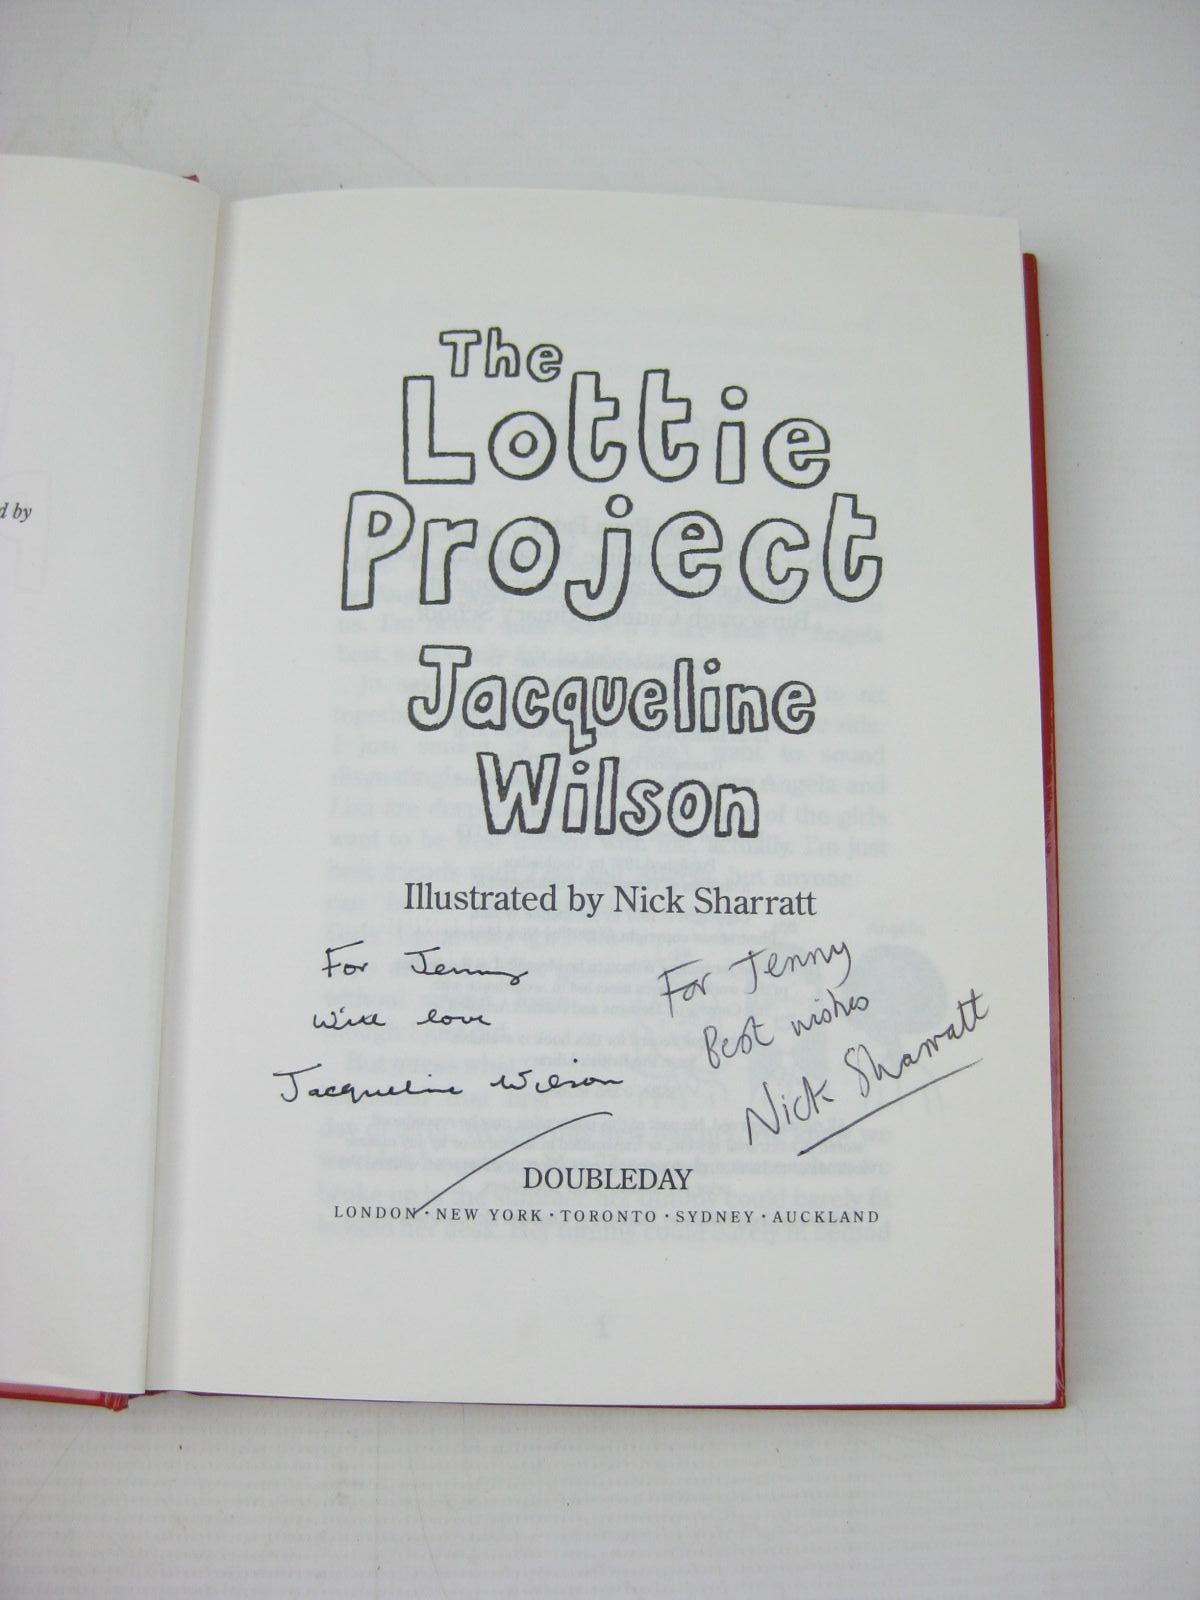 d by
The
Lottie
Project
Jacqueline
Wilson
Illustrated by Nick Sharratt
For Jenny
with love
Jacqueline Wilson
For Jenny
Best wishes
Nick Sharratt
DOUBLEDAY
LONDON · NEW YORK · TORONTO · SYDNEY · AUCKLAND